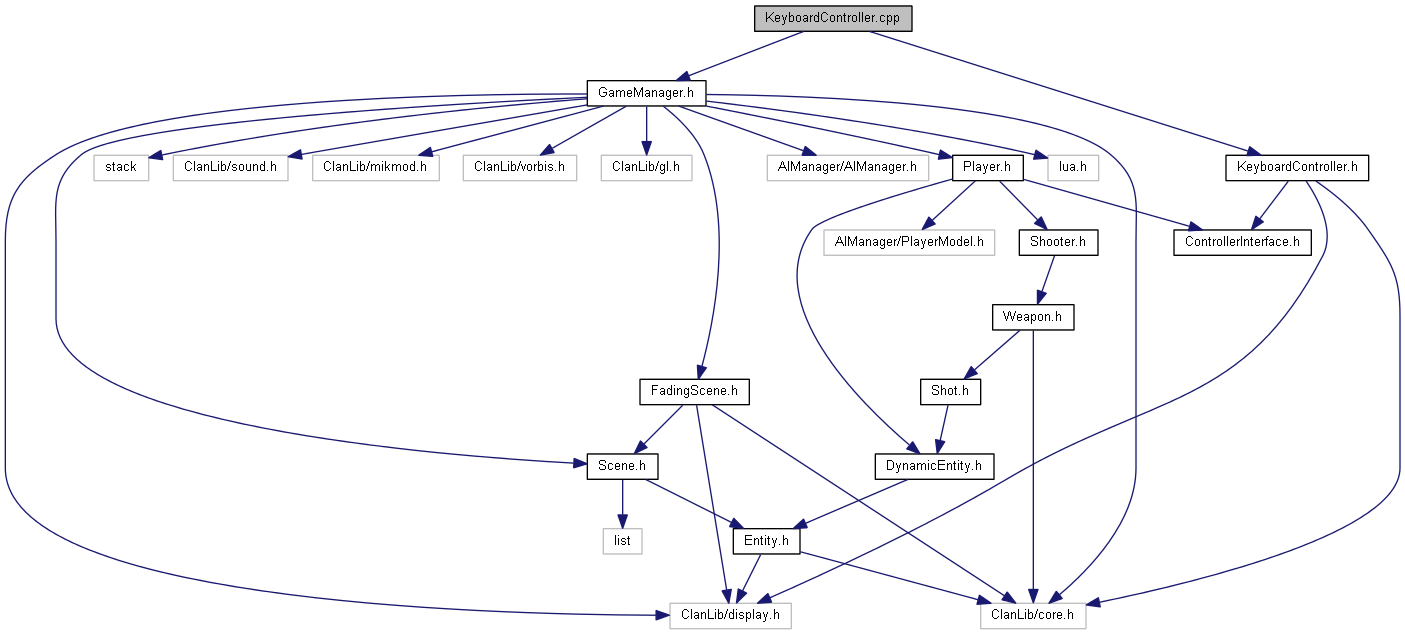 KeyboardController.cpp
GameManager.h
stack
ClanLib/sound.h
ClanLib/mikmod.h
ClanLib/vorbis.h
ClanLib/gl.h
AIManager/AIManager.h
Player.h
lua.h
KeyboardController.h
AIManager/PlayerModel.h
Shooter.h
ControllerInterface.h
Weapon.h
FadingScene.h
Shot.h
Scene.h
DynamicEntity.h
list
Entity.h
ClanLib/display.h
ClanLib/core.h